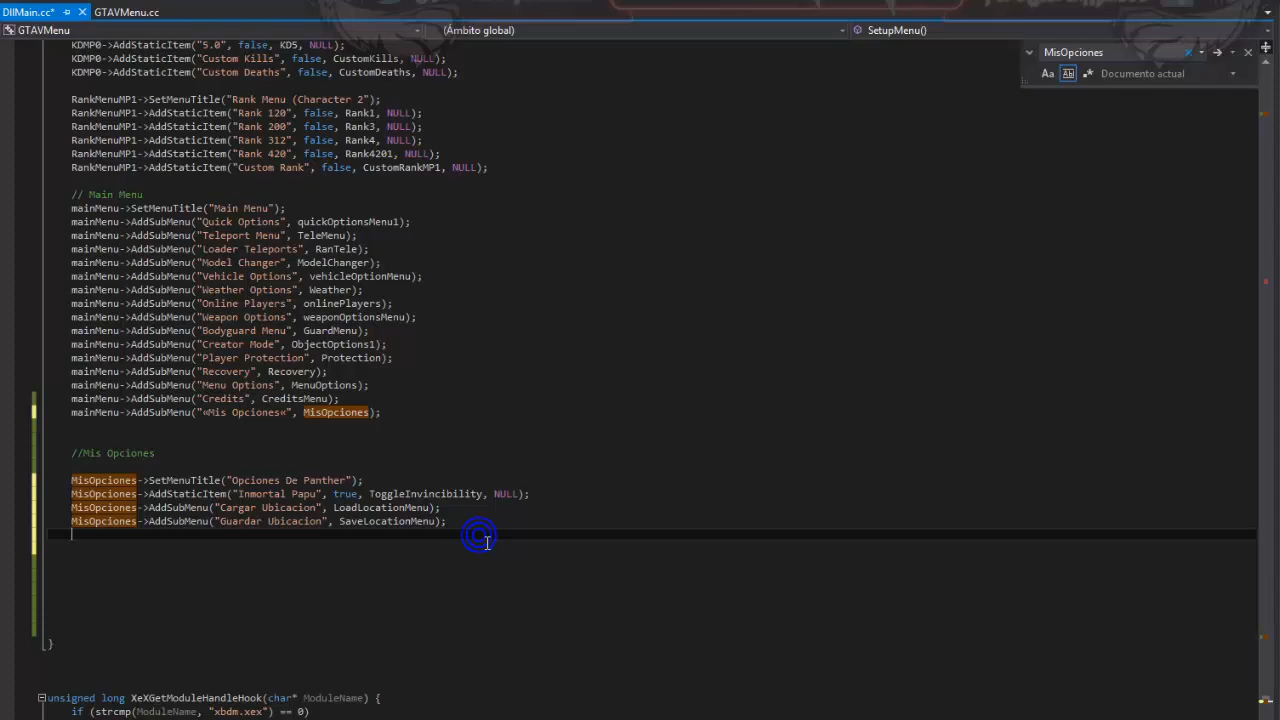 DllMain.cc*
GTAVMenu.cc
GTAVMenu
(Ámbito global)
SetupMenu()
MisOpciones
Aa
Ab
Documento actual
KDMP0->AddStaticItem("5.0", false, KD5, NULL);
KDMP0->AddStaticItem("Custom Kills", false, CustomKills, NULL);
KDMP0->AddStaticItem("Custom Deaths", false, CustomDeaths, NULL);
RankMenuMP1->SetMenuTitle("Rank Menu (Character 2");
RankMenuMP1->AddStaticItem("Rank 120", false, Rank1, NULL);
RankMenuMP1->AddStaticItem("Rank 200", false, Rank3, NULL);
RankMenuMP1->AddStaticItem("Rank 312", false, Rank4, NULL);
RankMenuMP1->AddStaticItem("Rank 420", false, Rank4201, NULL);
RankMenuMP1->AddStaticItem("Custom Rank", false, CustomRankMP1, NULL);
// Main Menu
mainMenu->SetMenuTitle("Main Menu");
mainMenu->AddSubMenu("Quick Options", quickOptionsMenu1);
mainMenu->AddSubMenu("Teleport Menu", TeleMenu);
mainMenu->AddSubMenu("Loader Teleports", RanTele);
mainMenu->AddSubMenu("Model Changer", ModelChanger);
mainMenu->AddSubMenu("Vehicle Options", vehicleOptionMenu);
mainMenu->AddSubMenu("Weather Options", Weather);
mainMenu->AddSubMenu("Online Players", onlinePlayers);
mainMenu->AddSubMenu("Weapon Options", weaponOptionsMenu);
mainMenu->AddSubMenu("Bodyguard Menu", GuardMenu);
mainMenu->AddSubMenu("Creator Mode", ObjectOptions1);
mainMenu->AddSubMenu("Player Protection", Protection);
mainMenu->AddSubMenu("Recovery", Recovery);
mainMenu->AddSubMenu("Menu Options", MenuOptions);
mainMenu->AddSubMenu("Credits", CreditsMenu);
mainMenu->AddSubMenu("«Mis Opciones«", MisOpciones);
//Mis Opciones
MisOpciones->SetMenuTitle("Opciones De Panther");
MisOpciones->AddStaticItem("Inmortal Papu", true, ToggleInvincibility, NULL);
MisOpciones->AddSubMenu("Cargar Ubicacion", LoadLocationMenu);
MisOpciones->AddSubMenu("Guardar Ubicacion", SaveLocationMenu);
}
unsigned long XeXGetModuleHandleHook(char* ModuleName) {
if (strcmp(ModuleName, "xbdm.xex") == 0)